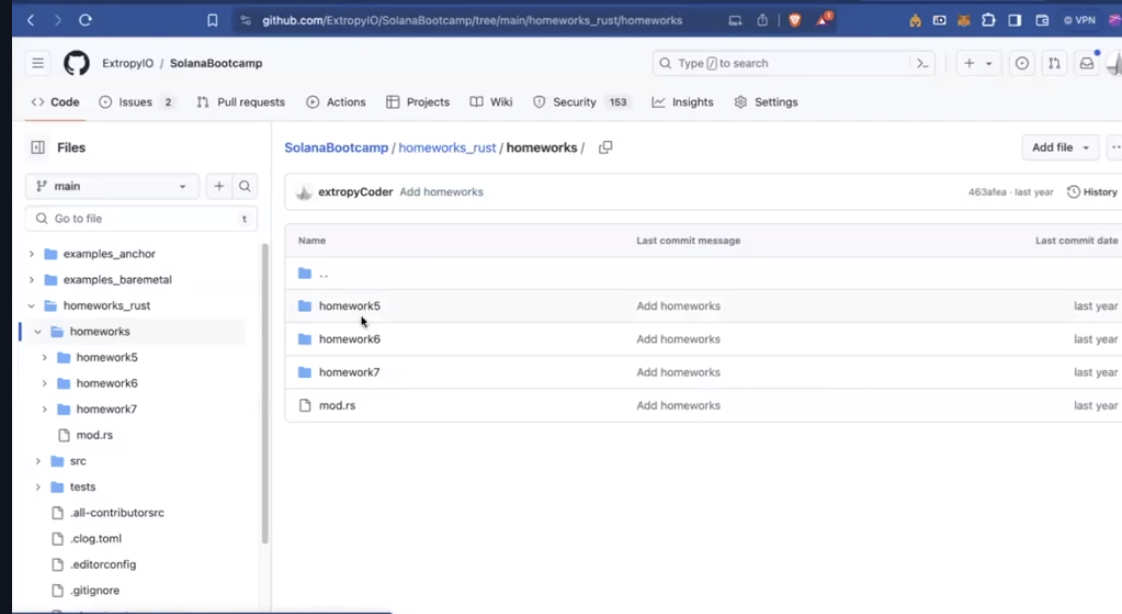 github.com/ExtropyIO/SolanaBootcamp/tree/main/homeworks_rust/homeworks
1
VPN
ExtropyIO / SolanaBootcamp
Type / to search
Code Issues 2 Pull requests Actions Projects Wiki Security 153 Insights Settings
Files
SolanaBootcamp / homeworks_rust / homeworks /
Add file
main
extropyCoder Add homeworks
463afea · last year
History
Go to file
t
Name Last commit message Last commit date
examples_anchor
examples_baremetal
homeworks_rust
homeworks
homework5
homework6
homework7
mod.rs
src
tests
.all-contributorsrc
.clog.toml
.editorconfig
.gitignore
..
homework5 Add homeworks last year
homework6 Add homeworks last year
homework7 Add homeworks last year
mod.rs Add homeworks last year